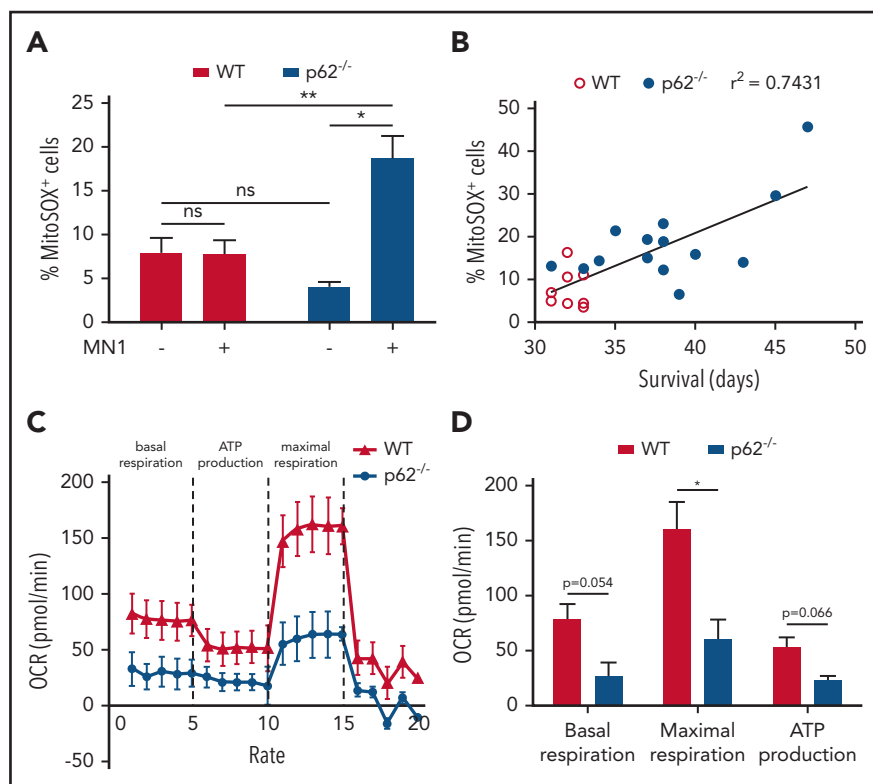 A
WT p62-/-
25
20
15
10
5
0
% MitoSOX+ cells
**
*
ns
ns
MN1 - + - +
B
WT p62-/- r2 = 0.7431
50
40
30
20
10
0
% MitoSOX+ cells
30 35 40 45 50
Survival (days)
C
basal respiration
ATP production
maximal respiration
WT
p62-/-
200
150
100
50
0
-50
OCR (pmol/min)
0 5 10 15 20
Rate
D
WT p62-/-
200
150
100
50
0
OCR (pmol/min)
*
p=0.054
p=0.066
Basal respiration
Maximal respiration
ATP production